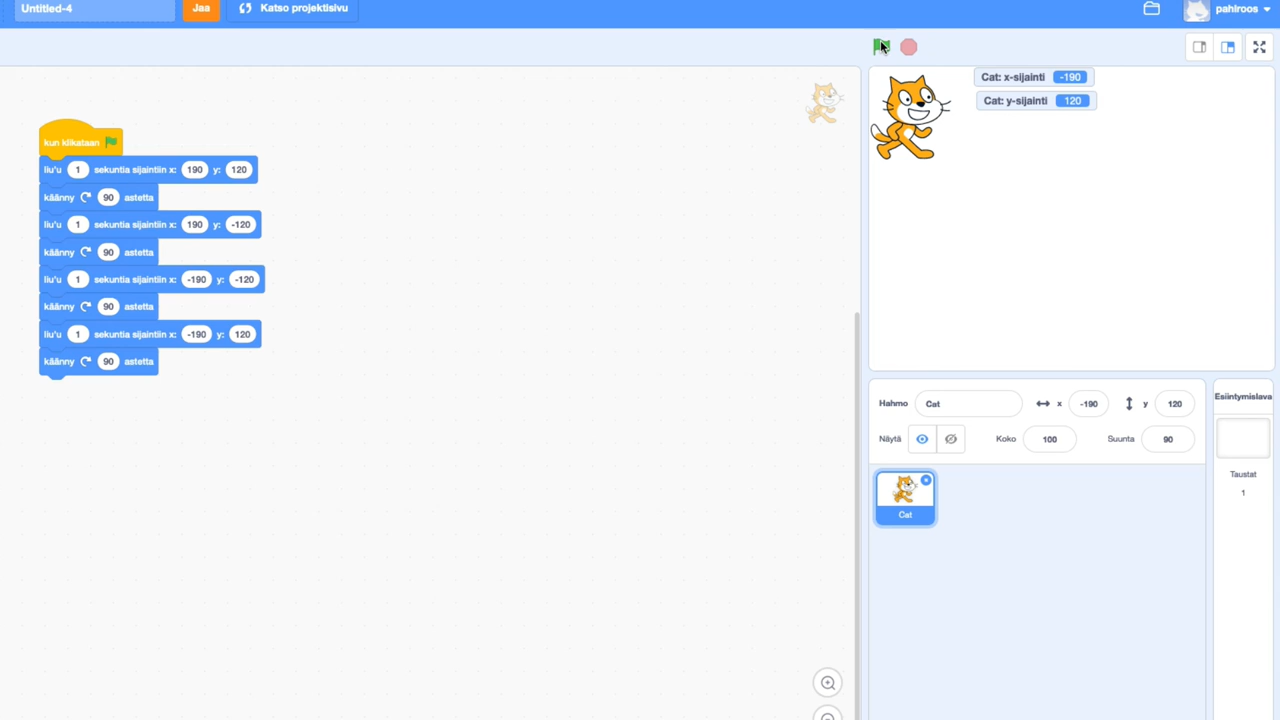 Untitled-4 Jaa Katso projektisivu pahlroos
Cat: x-sijainti -190
Cat: y-sijainti 120
kun klikataan
liu'u 1 sekuntia sijaintiin x: 190 y: 120
käänny 90 astetta
liu'u 1 sekuntia sijaintiin x: 190 y: -120
käänny 90 astetta
liu'u 1 sekuntia sijaintiin x: -190 y: -120
käänny 90 astetta
liu'u 1 sekuntia sijaintiin x: -190 y: 120
käänny 90 astetta
Hahmo Cat x -190 y 120
Näytä Koko 100 Suunta 90
Cat
Esiintymislava
Taustat
1